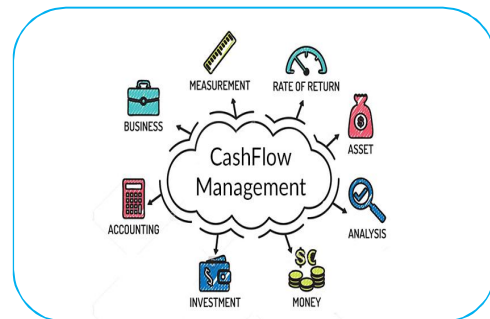 MEASUREMENT
RATE OF RETURN
BUSINESS
ASSET
CashFlow
Management
ACCOUNTING
ANALYSIS
INVESTMENT
MONEY